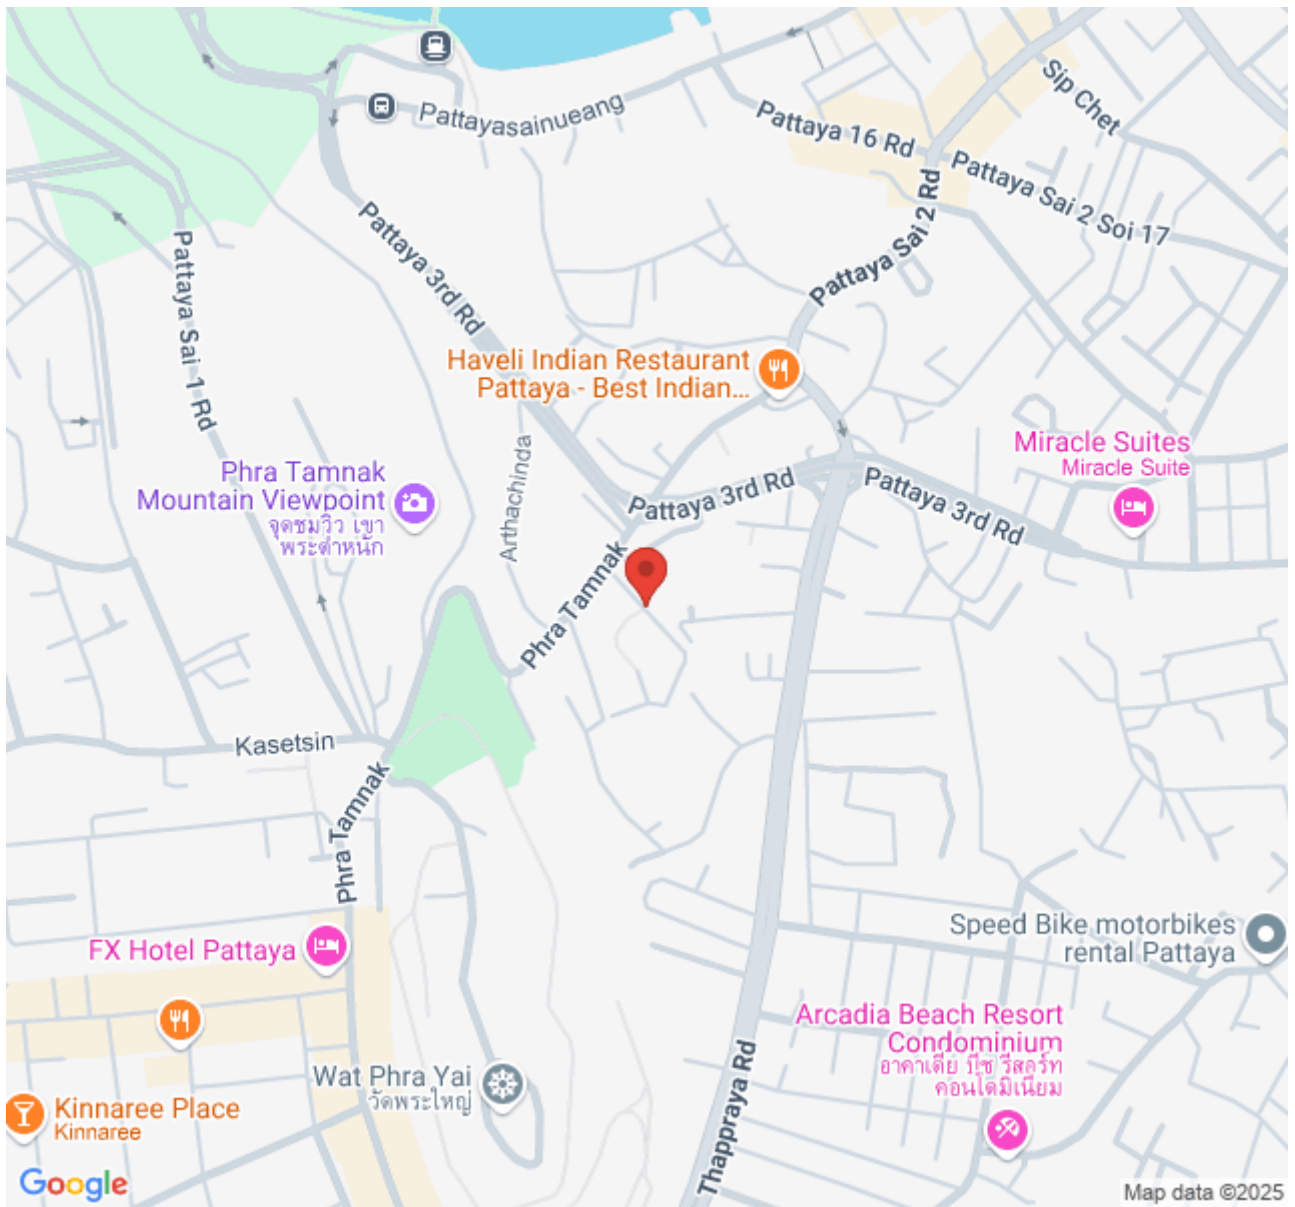 Pattayasainueang
Sip Chet
Pattaya 16 Rd
Pattaya Sai 2 Soi 17
Pattaya Sai 2 Rd
Pattaya 3rd Rd
Pattaya Sai 1 Rd
Haveli Indian Restaurant
Pattaya - Best Indian...
Miracle Suites
Miracle Suite
Phra Tamnak
Mountain Viewpoint
จุดชมวิว เขา
พระตำหนัก
Arthachinda
Pattaya 3rd Rd
Pattaya 3rd Rd
Phra Tamnak
Kasetsin
Phra Tamnak
FX Hotel Pattaya
Speed Bike motorbikes
rental Pattaya
Arcadia Beach Resort
Condominium
อาคาเดีย บีช รีสอร์ท
คอนโดมิเนียม
Wat Phra Yai
วัดพระใหญ่
Kinnaree Place
Kinnaree
Thappraya Rd
Google
Map data ©2025